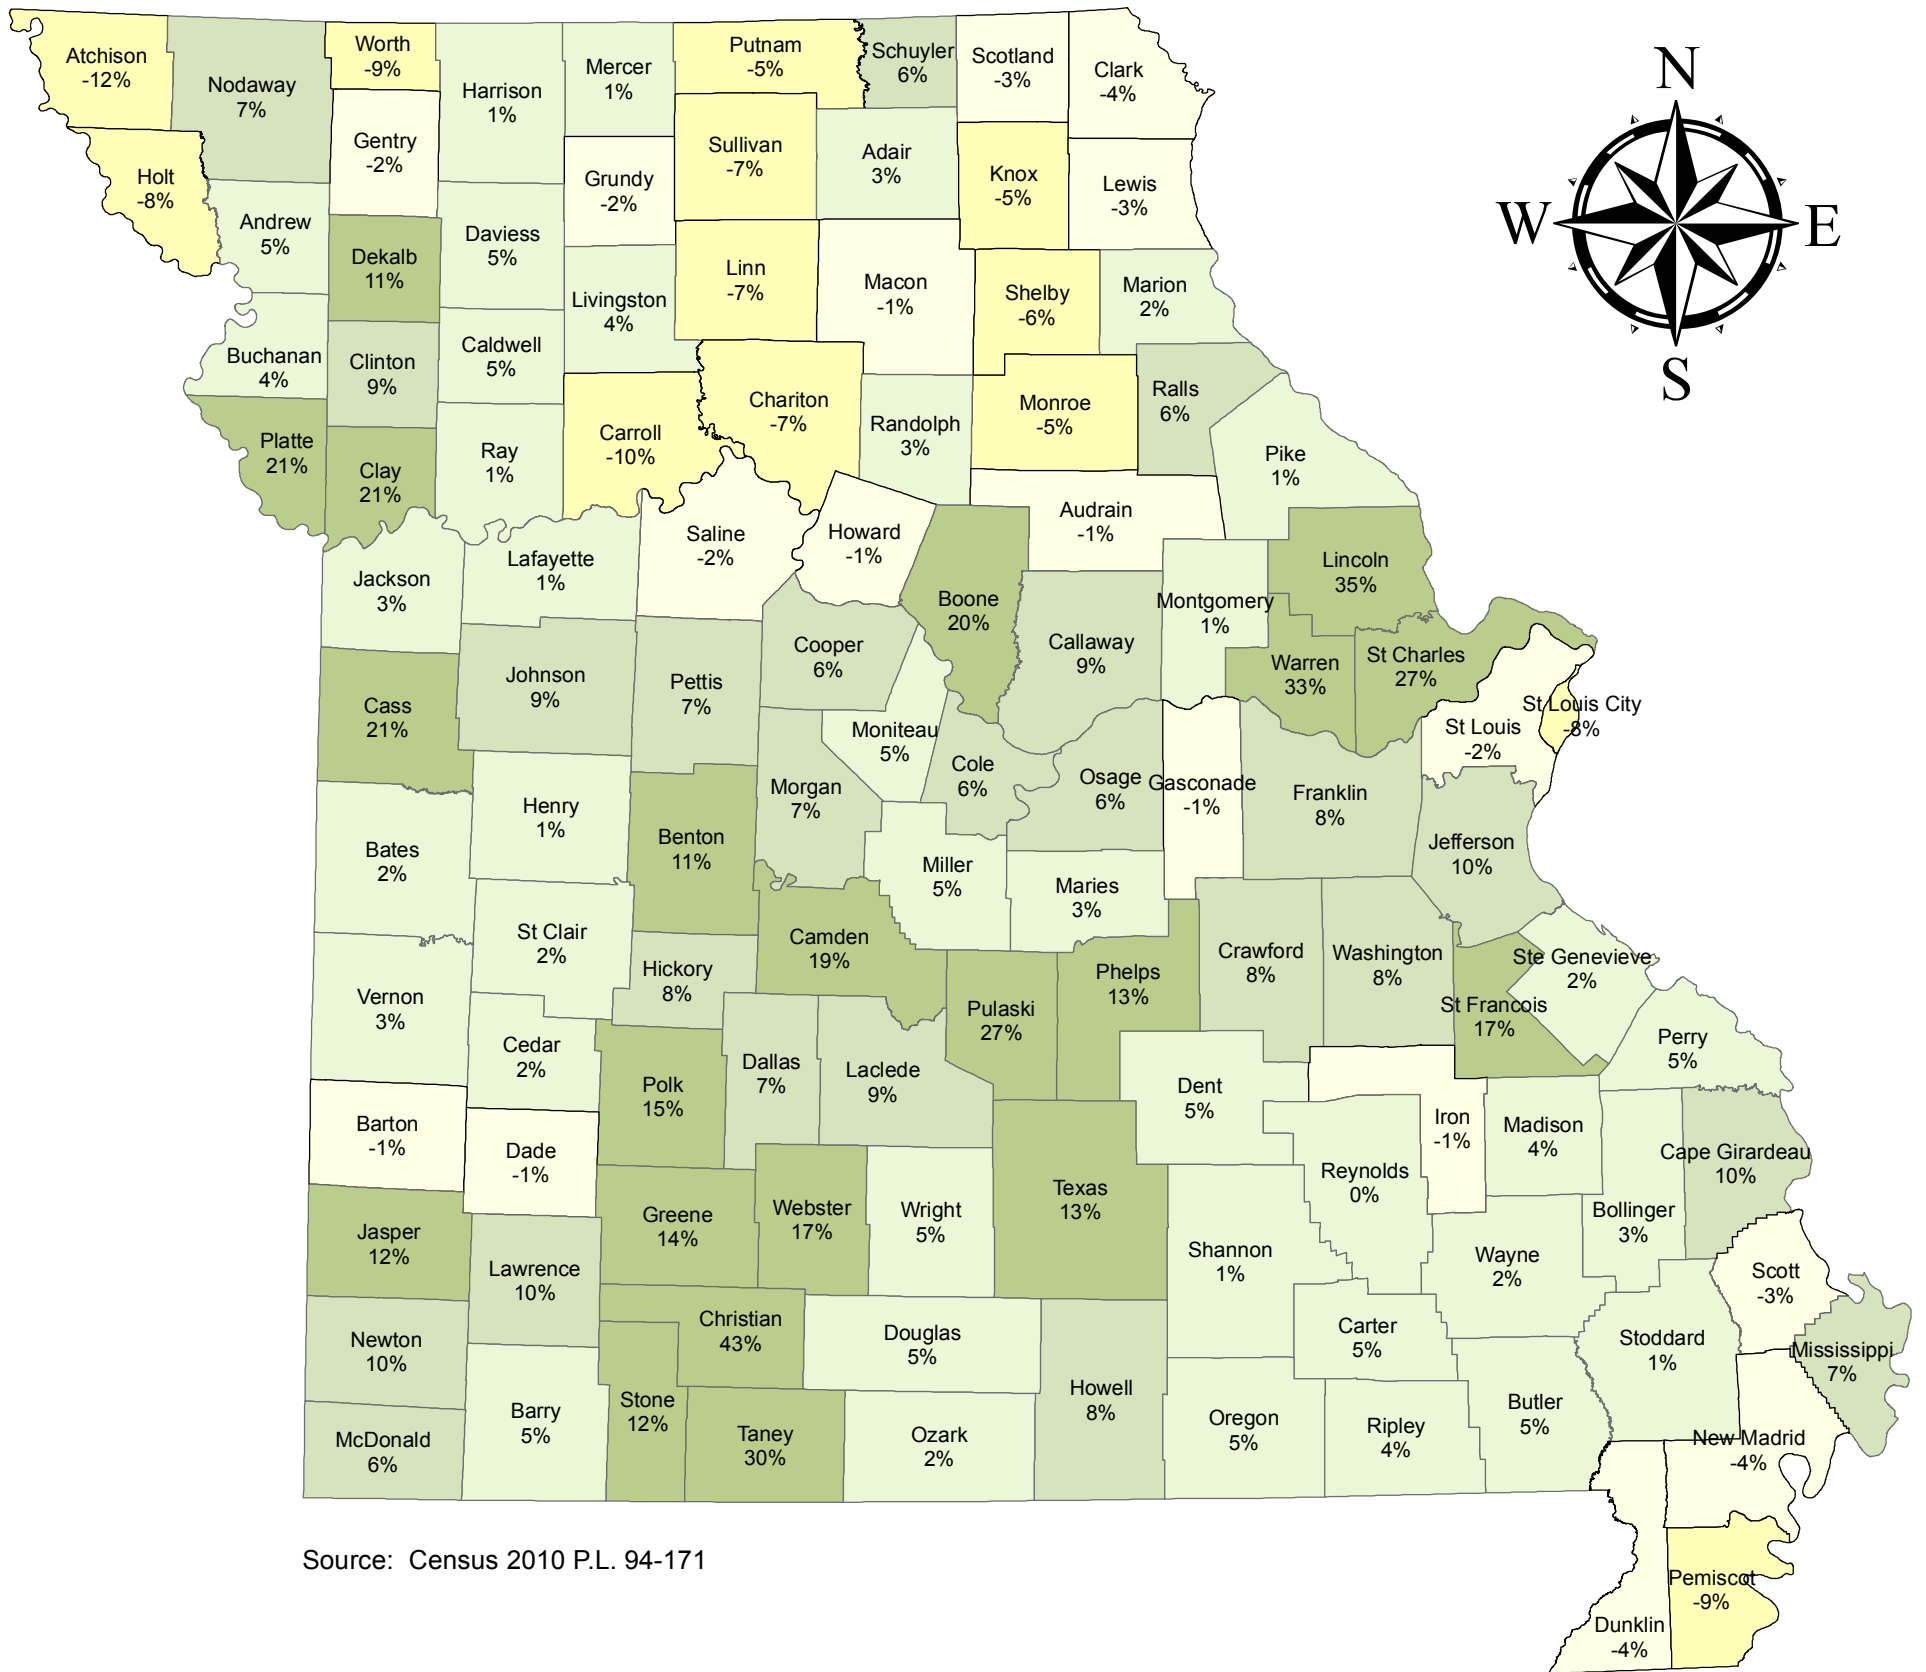 Atchison
-12%
Nodaway
7%
Worth
-9%
Harrison
1%
Mercer
1%
Putnam
-5%
Schuyler
6%
Scotland
-3%
Clark
-4%
N
W
E
S
Holt
-8%
Gentry
-2%
Grundy
-2%
Sullivan
-7%
Adair
3%
Knox
-5%
Lewis
-3%
Andrew
5%
Dekalb
11%
Daviess
5%
Livingston
4%
Linn
-7%
Macon
-1%
Shelby
-6%
Marion
2%
Buchanan
4%
Clinton
9%
Caldwell
5%
Platte
21%
Clay
21%
Ray
1%
Carroll
-10%
Chariton
-7%
Randolph
3%
Monroe
-5%
Ralls
6%
Pike
1%
Jackson
3%
Lafayette
1%
Saline
-2%
Howard
-1%
Boone
20%
Audrain
-1%
Callaway
9%
Montgomery
1%
Lincoln
35%
Warren
33%
St Charles
27%
St Louis City
-8%
St Louis
-2%
Cass
21%
Johnson
9%
Pettis
7%
Cooper
6%
Moniteau
5%
Morgan
7%
Cole
6%
Osage
6%
Gasconade
-1%
Franklin
8%
Jefferson
10%
Bates
2%
Henry
1%
Benton
11%
Miller
5%
Maries
3%
St Clair
2%
Camden
19%
Hickory
8%
Pulaski
27%
Phelps
13%
Crawford
8%
Washington
8%
Ste Genevieve
2%
St Francois
17%
Perry
5%
Vernon
3%
Cedar
2%
Polk
15%
Dallas
7%
Laclede
9%
Dent
5%
Iron
-1%
Madison
4%
Cape Girardeau
10%
Barton
-1%
Dade
-1%
Reynolds
0%
Bollinger
3%
Jasper
12%
Greene
14%
Webster
17%
Wright
5%
Texas
13%
Shannon
1%
Wayne
2%
Scott
-3%
Lawrence
10%
Newton
10%
Christian
43%
Douglas
5%
Carter
5%
Stoddard
1%
Mississippi
7%
McDonald
6%
Barry
5%
Stone
12%
Taney
30%
Ozark
2%
Howell
8%
Oregon
5%
Ripley
4%
Butler
5%
New Madrid
-4%
Pemiscot
-9%
Dunklin
-4%
Source: Census 2010 P.L. 94-171